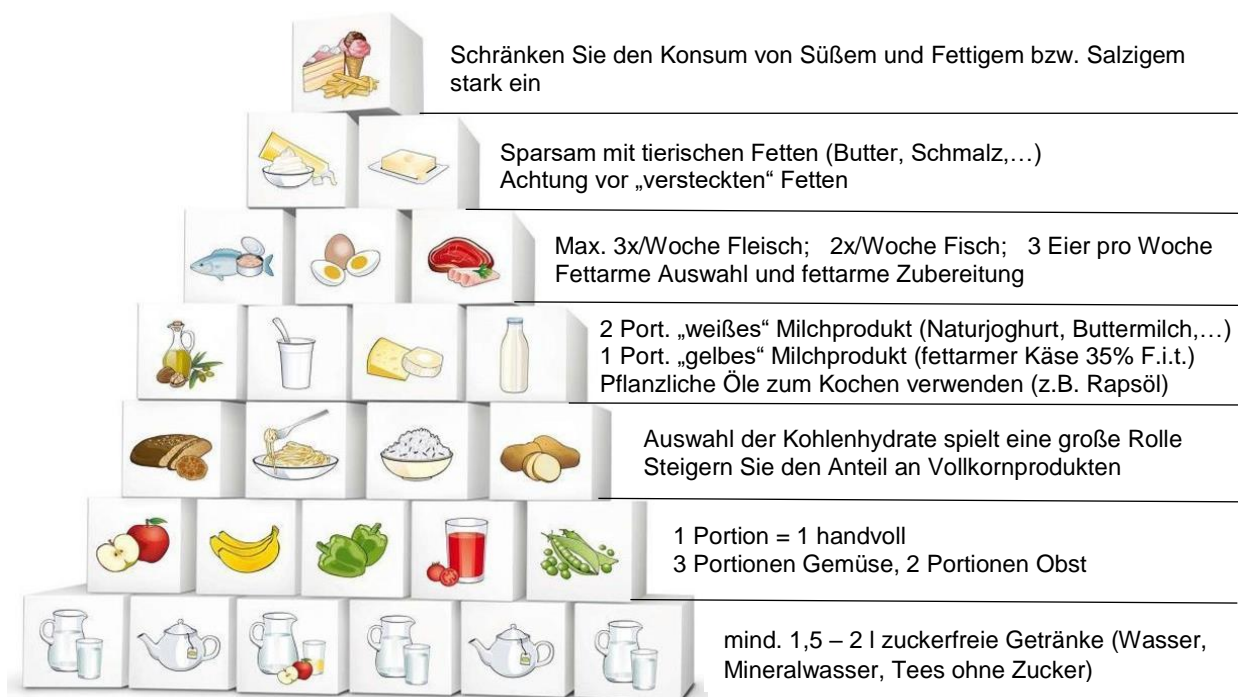 Schränken Sie den Konsum von Süßem und Fettigem bzw. Salzigem
stark ein
Sparsam mit tierischen Fetten (Butter, Schmalz,…)
Achtung vor „versteckten“ Fetten
Max. 3x/Woche Fleisch; 2x/Woche Fisch; 3 Eier pro Woche
Fettarme Auswahl und fettarme Zubereitung
2 Port. „weißes“ Milchprodukt (Naturjoghurt, Buttermilch,…)
1 Port. „gelbes“ Milchprodukt (fettarmer Käse 35% F.i.t.)
Pflanzliche Öle zum Kochen verwenden (z.B. Rapsöl)
Auswahl der Kohlenhydrate spielt eine große Rolle
Steigern Sie den Anteil an Vollkornprodukten
1 Portion = 1 handvoll
3 Portionen Gemüse, 2 Portionen Obst
mind. 1,5 – 2 l zuckerfreie Getränke (Wasser,
Mineralwasser, Tees ohne Zucker)